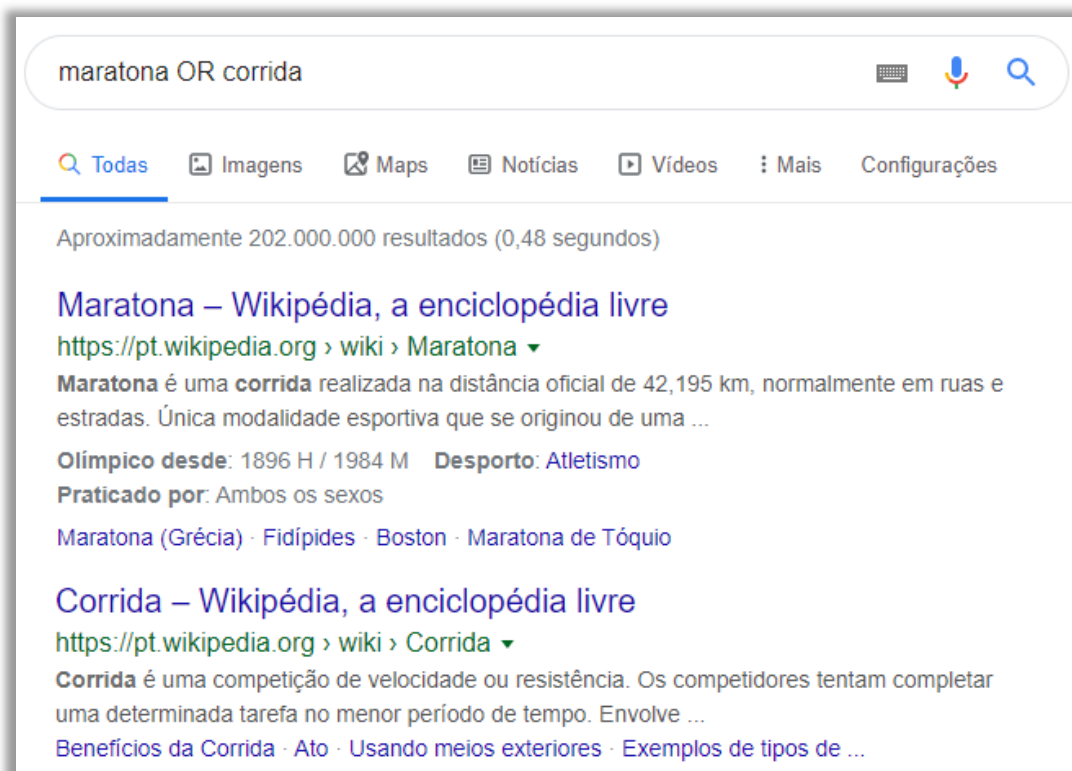 maratona OR corrida
Todas Imagens Maps Notícias Vídeos Mais Configurações
Aproximadamente 202.000.000 resultados (0,48 segundos)
Maratona – Wikipédia, a enciclopédia livre
https://pt.wikipedia.org › wiki › Maratona
Maratona é uma corrida realizada na distância oficial de 42,195 km, normalmente em ruas e
estradas. Única modalidade esportiva que se originou de uma ...
Olímpico desde: 1896 H / 1984 M Desporto: Atletismo
Praticado por: Ambos os sexos
Maratona (Grécia) · Fidípides · Boston · Maratona de Tóquio
Corrida – Wikipédia, a enciclopédia livre
https://pt.wikipedia.org › wiki › Corrida
Corrida é uma competição de velocidade ou resistência. Os competidores tentam completar
uma determinada tarefa no menor período de tempo. Envolve ...
Benefícios da Corrida · Ato · Usando meios exteriores · Exemplos de tipos de ...